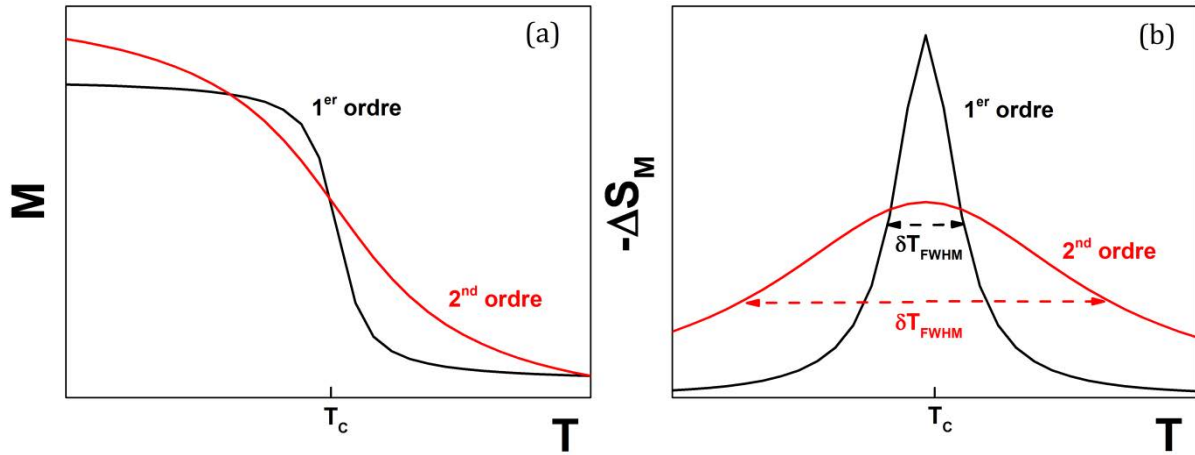 (a)
1er ordre
2nd ordre
M
TC
T
(b)
1er ordre
-ΔSM
δTFWHM
2nd ordre
δTFWHM
TC
T